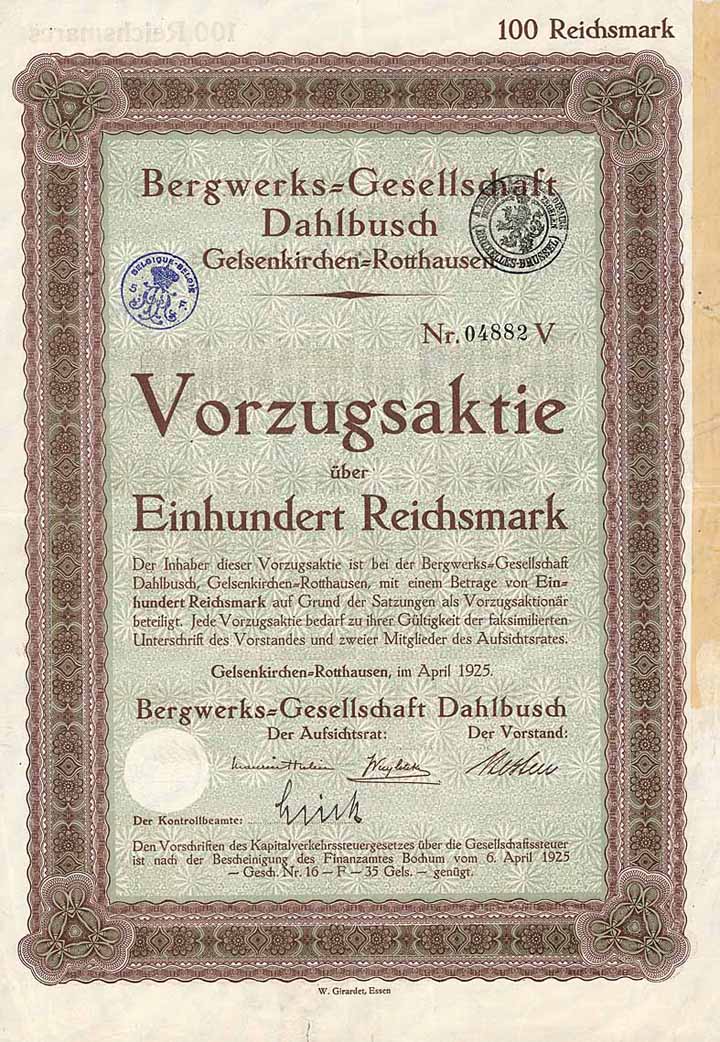 100 Reichsmark
Bergwerks=Gesellschaft
Dahlbusch
Gelsenkirchen=Rotthausen
BELGIQUE-BELGIE
5 F.
(BRUXELLES-BRUSSEL)
Nr. 04882 V
Vorzugsaktie
über
Einhundert Reichsmark
Der Inhaber dieser Vorzugsaktie ist bei der Bergwerks=Gesellschaft
Dahlbusch, Gelsenkirchen=Rotthausen, mit einem Betrage von Ein=
hundert Reichsmark auf Grund der Satzungen als Vorzugsaktionär
beteiligt. Jede Vorzugsaktie bedarf zu ihrer Gültigkeit der faksimilierten
Unterschrift des Vorstandes und zweier Mitglieder des Aufsichtsrates.
Gelsenkirchen=Rotthausen, im April 1925.
Bergwerks=Gesellschaft Dahlbusch
Der Aufsichtsrat: Der Vorstand:
Der Kontrollbeamte:
Den Vorschriften des Kapitalverkehrssteuergesetzes über die Gesellschaftssteuer
ist nach der Bescheinigung des Finanzamtes Bochum vom 6. April 1925
— Gesch. Nr. 16 — F — 35 Gels. — genügt.
W. Girardet, Essen